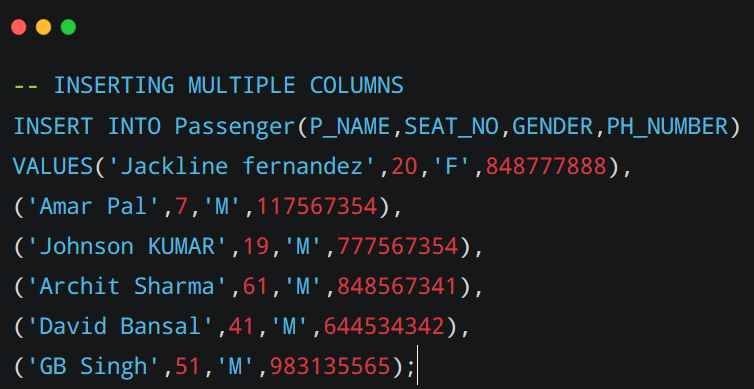 -- INSERTING MULTIPLE COLUMNS
INSERT INTO Passenger(P_NAME,SEAT_NO,GENDER,PH_NUMBER)
VALUES('Jackline fernandez',20,'F',848777888),
('Amar Pal',7,'M',117567354),
('Johnson KUMAR',19,'M',777567354),
('Archit Sharma',61,'M',848567341),
('David Bansal',41,'M',644534342),
('GB Singh',51,'M',983135565);